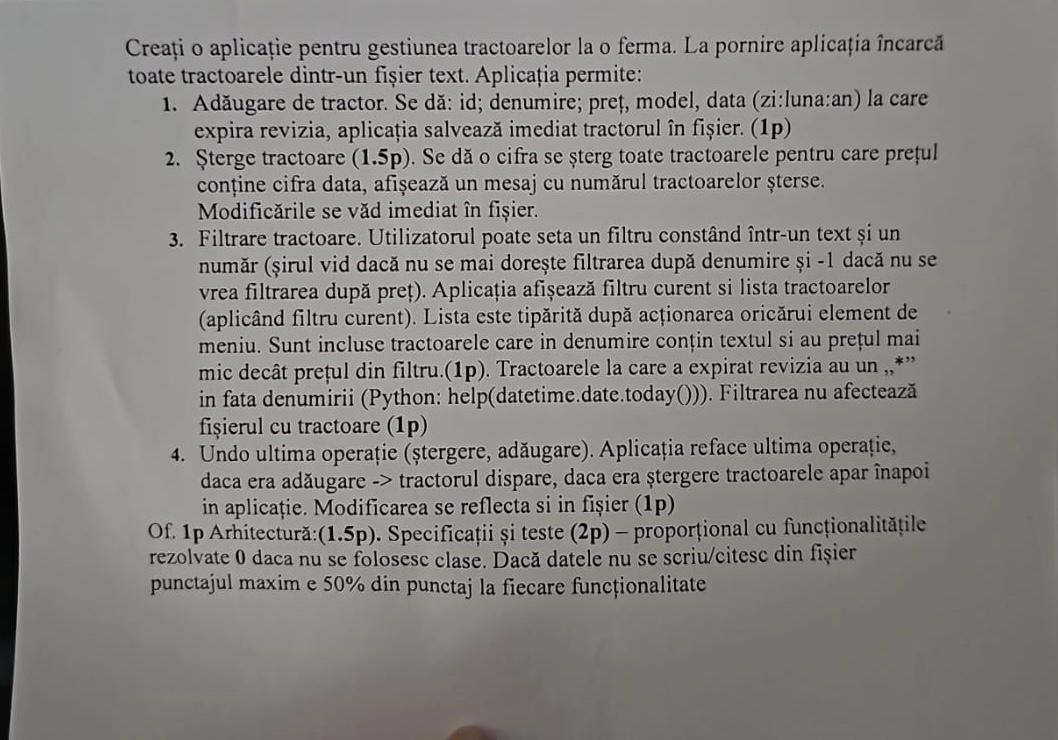 Creați o aplicație pentru gestiunea tractoarelor la o ferma. La pornire aplicația încarcă
toate tractoarele dintr-un fișier text. Aplicația permite:
1. Adăugare de tractor. Se dă: id; denumire; preț, model, data (zi:luna:an) la care
expira revizia, aplicația salvează imediat tractorul în fișier. (1p)
2. Șterge tractoare (1.5p). Se dă o cifra se șterg toate tractoarele pentru care prețul
conține cifra data, afișează un mesaj cu numărul tractoarelor șterse.
Modificările se văd imediat în fișier.
3. Filtrare tractoare. Utilizatorul poate seta un filtru constând într-un text și un
număr (șirul vid dacă nu se mai dorește filtrarea după denumire și -1 dacă nu se
vrea filtrarea după preț). Aplicația afișează filtru curent si lista tractoarelor
(aplicând filtru curent). Lista este tipărită după acționarea oricărui element de
meniu. Sunt incluse tractoarele care in denumire conțin textul si au prețul mai
mic decât prețul din filtru.(1p). Tractoarele la care a expirat revizia au un „*”
in fata denumirii (Python: help(datetime.date.today())). Filtrarea nu afectează
fișierul cu tractoare (1p)
4. Undo ultima operație (ștergere, adăugare). Aplicația reface ultima operație,
daca era adăugare -> tractorul dispare, daca era ștergere tractoarele apar înapoi
in aplicație. Modificarea se reflecta si in fișier (1p)
Of. 1p Arhitectură:(1.5p). Specificații și teste (2p) – proporțional cu funcționalitățile
rezolvate 0 daca nu se folosesc clase. Dacă datele nu se scriu/citesc din fișier
punctajul maxim e 50% din punctaj la fiecare funcționalitate